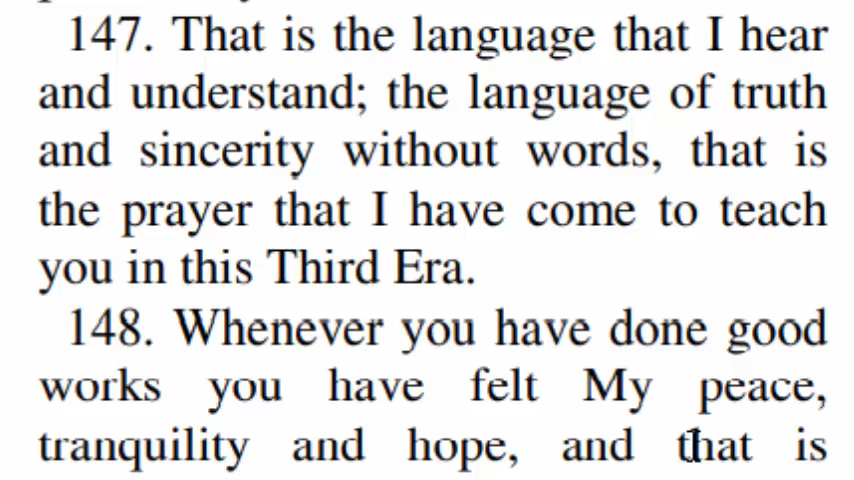 147. That is the language that I hear
and understand; the language of truth
and sincerity without words, that is
the prayer that I have come to teach
you in this Third Era.
148. Whenever you have done good
works you have felt My peace,
tranquility and hope, and that is